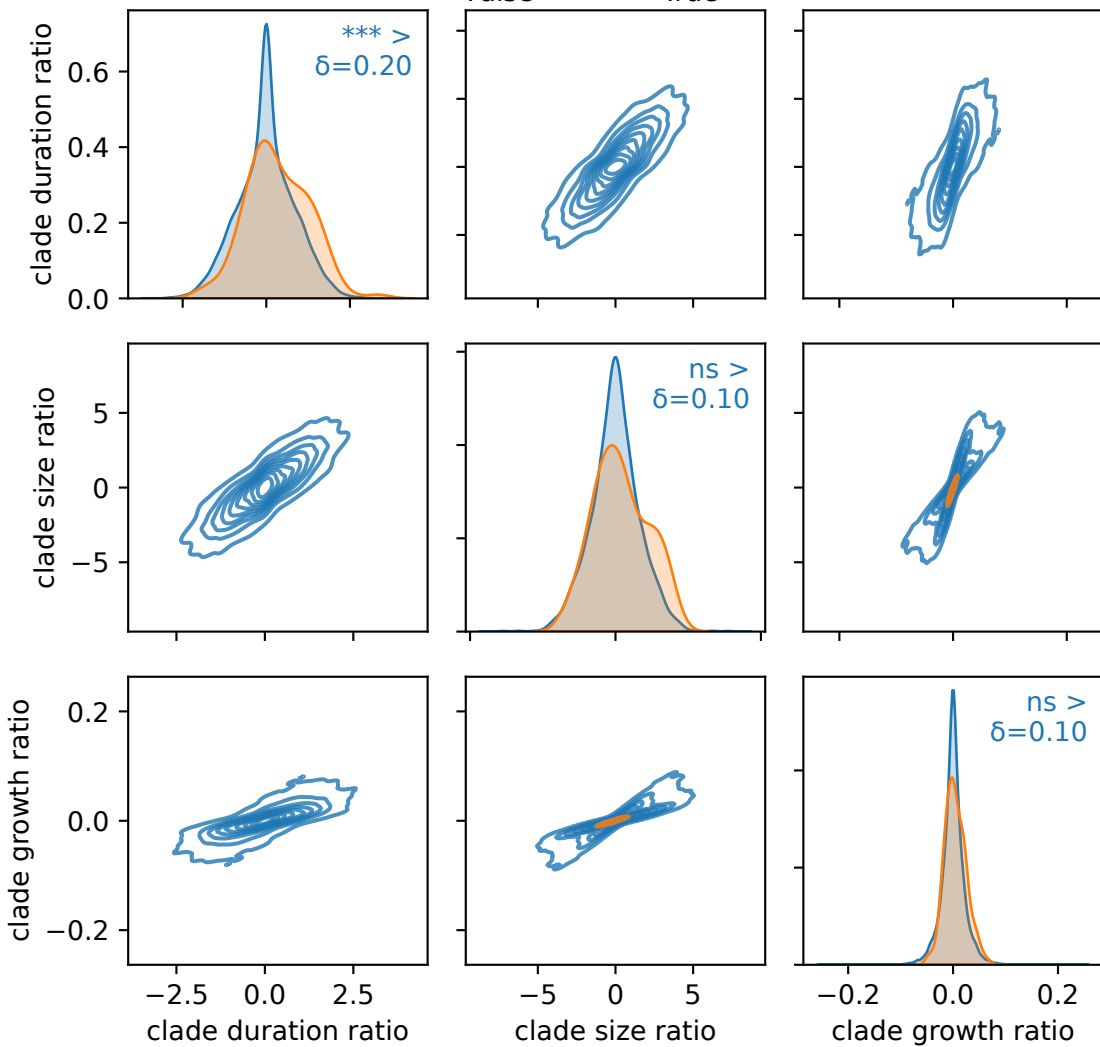 clade duration ratio
0.6
0.4
0.2
0.0
*** >
δ=0.20
clade size ratio
5
0
−5
ns >
δ=0.10
clade growth ratio
0.2
0.0
−0.2
ns >
δ=0.10
−2.5 0.0 2.5
clade duration ratio
−5 0 5
clade size ratio
−0.2 0.0 0.2
clade growth ratio